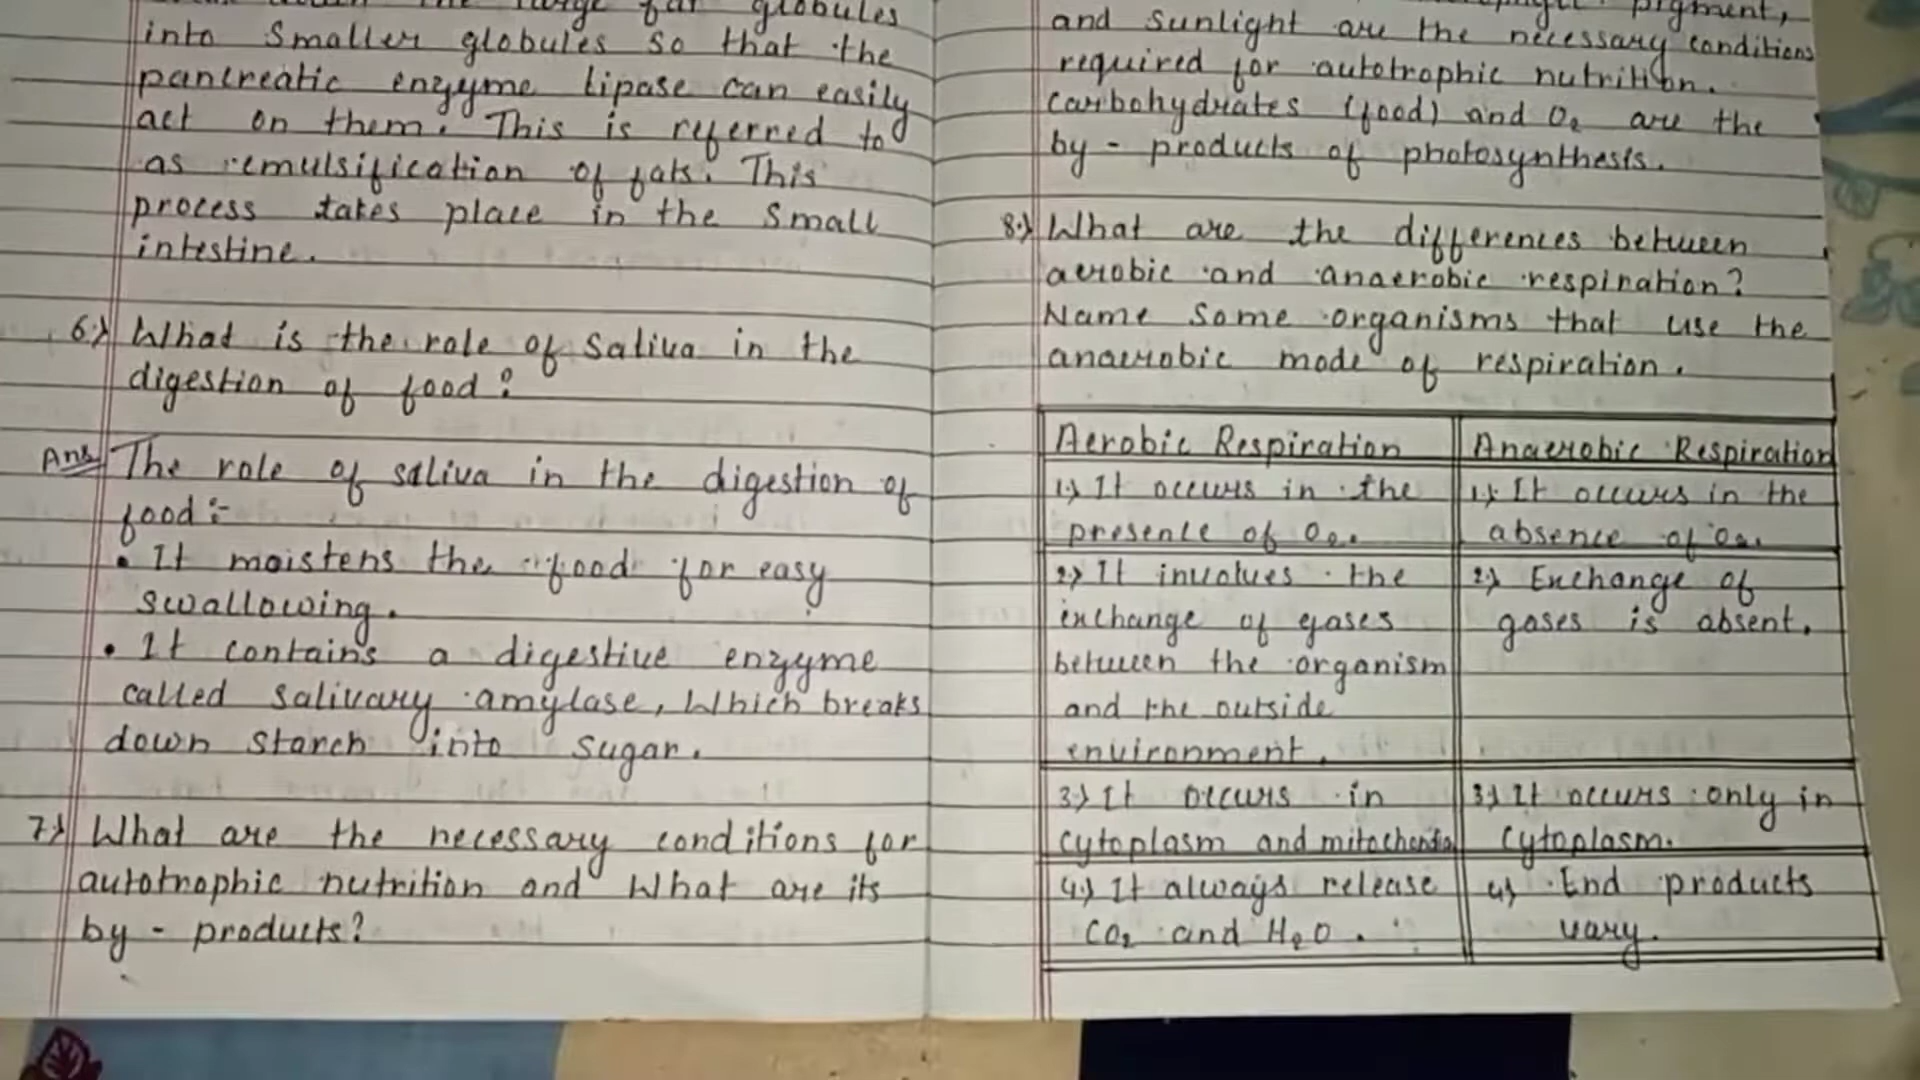 globules
into smaller globules so that the
pancreatic enzyme lipase can easily
act on them. This is referred to
as emulsification of fats. This
process takes place in the small
intestine.
6.) What is the role of saliva in the
digestion of food?
Ans The role of saliva in the digestion of
food :-
• It moistens the food for easy
swallowing.
• It contains a digestive enzyme
called salivary amylase, which breaks
down starch into sugar.
7.) What are the necessary conditions for
autotrophic nutrition and what are its
by - products?
pigment,
and sunlight are the necessary conditions
required for autotrophic nutrition.
carbohydrates (food) and O2 are the
by - products of photosynthesis.
8.) What are the differences between
aerobic and anaerobic respiration?
Name some organisms that use the
anaerobic mode of respiration.
Aerobic Respiration
1.) It occurs in the
presence of O2.
2.) It involves the
exchange of gases
between the organism
and the outside
environment.
3.) It occurs in
cytoplasm and mitochondia
4.) It always release
CO2 and H2O.
Anaerobic Respiration
1.) It occurs in the
absence of O2.
2.) Exchange of
gases is absent.
3.) It occurs only in
cytoplasm.
4.) End products
vary.